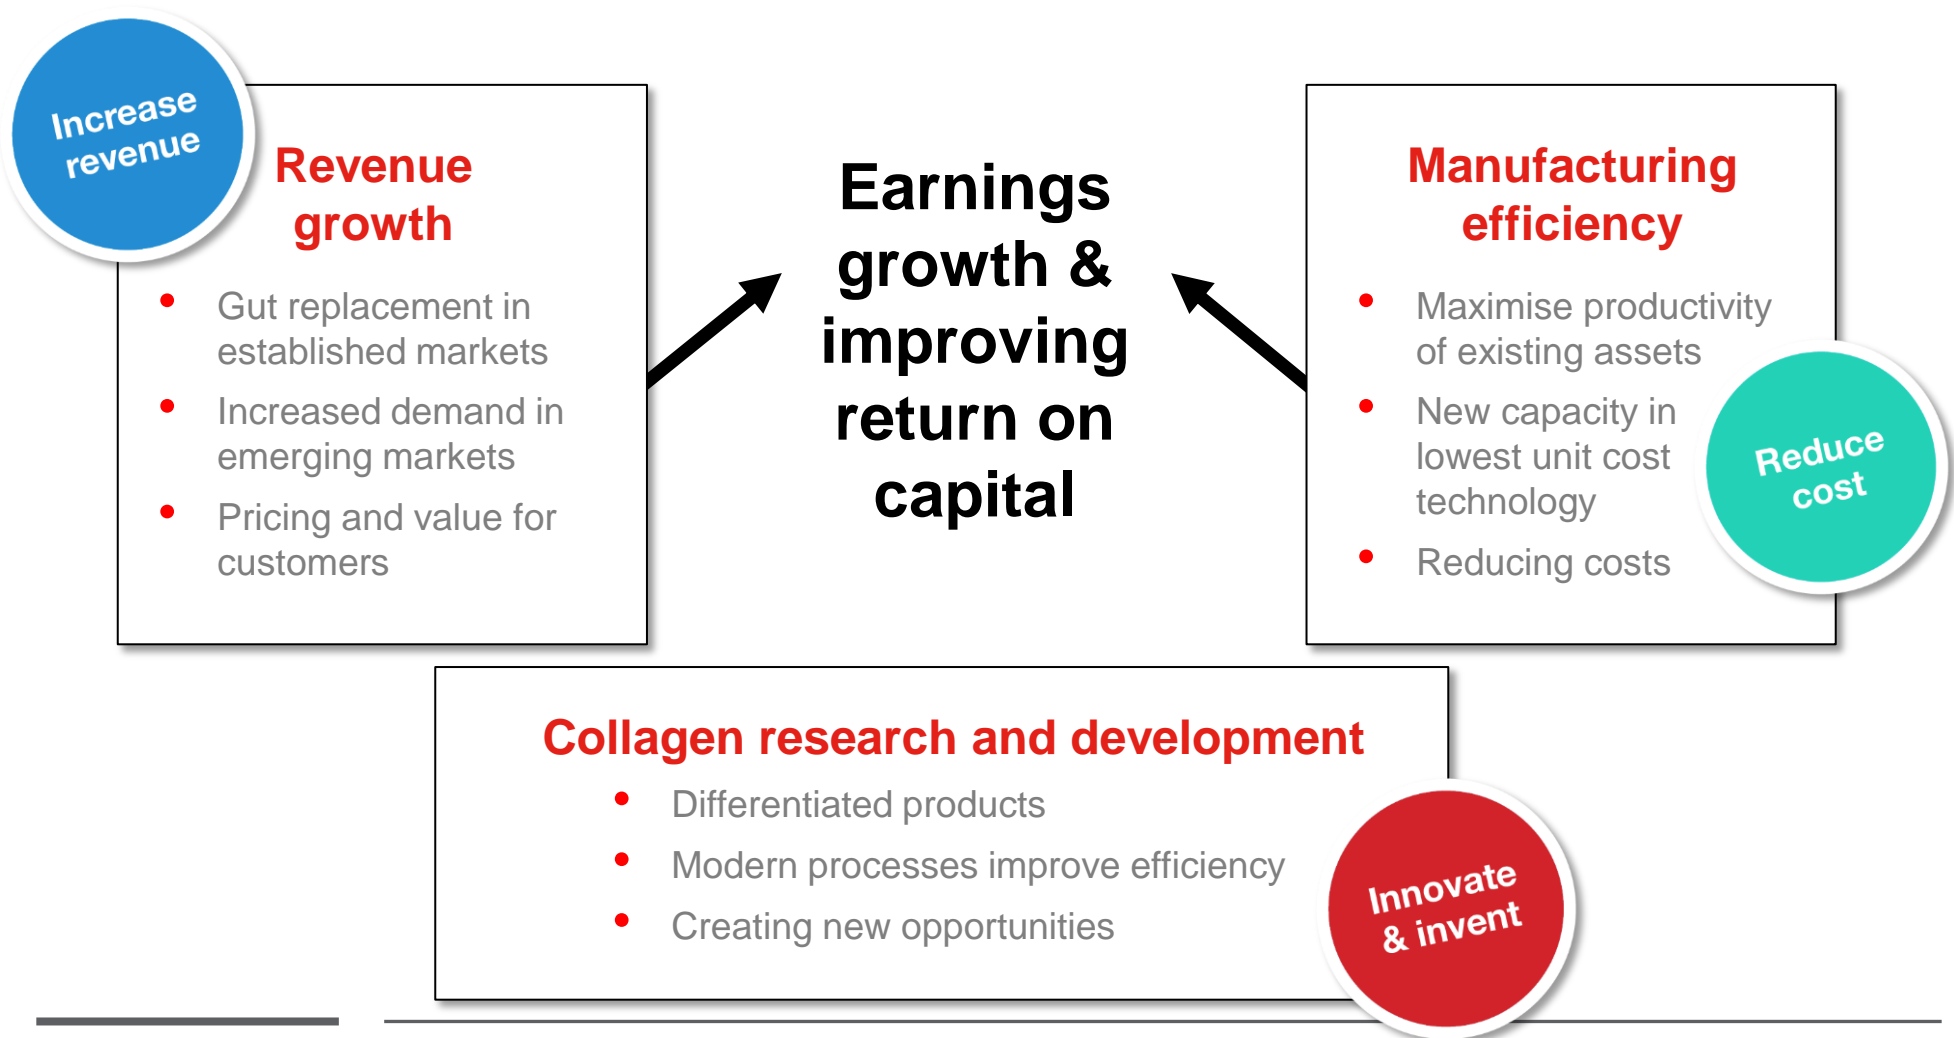 Increase
revenue
Revenue
growth
• Gut replacement in
established markets
• Increased demand in
emerging markets
• Pricing and value for
customers
Earnings
growth &
improving
return on
capital
Manufacturing
efficiency
• Maximise productivity
of existing assets
• New capacity in
lowest unit cost
technology
• Reducing costs
Reduce
cost
Collagen research and development
• Differentiated products
• Modern processes improve efficiency
• Creating new opportunities
Innovate
& invent